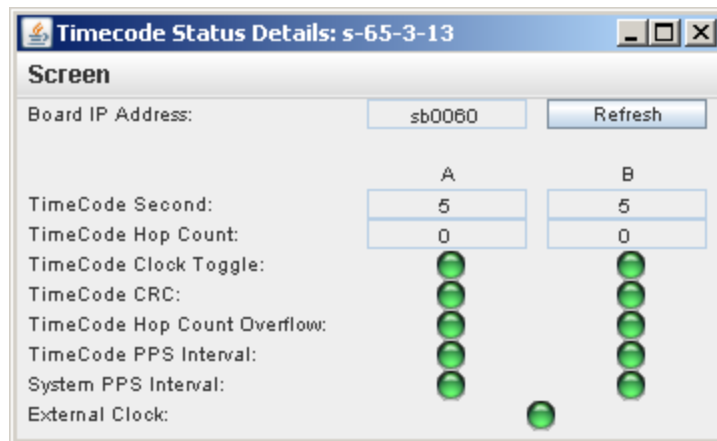 Timecode Status Details: s-65-3-13
Screen
Board IP Address: sb0060 Refresh
A B
TimeCode Second: 5 5
TimeCode Hop Count: 0 0
TimeCode Clock Toggle:
TimeCode CRC:
TimeCode Hop Count Overflow:
TimeCode PPS Interval:
System PPS Interval:
External Clock: